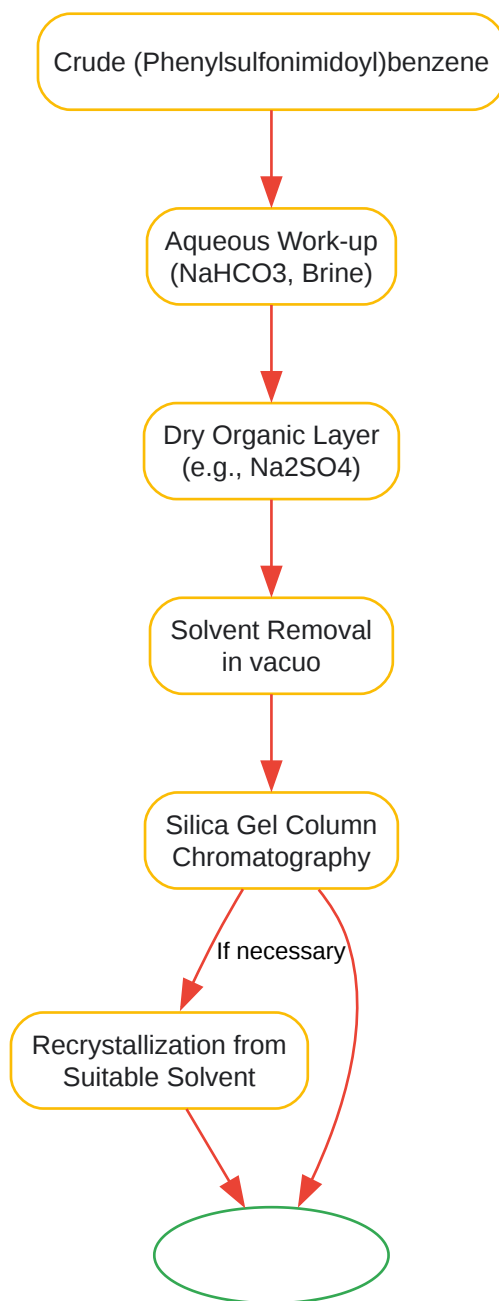 Crude (Phenylsulfonimidoyl)benzene
Aqueous Work-up
(NaHCO3, Brine)
Dry Organic Layer
(e.g., Na2SO4)
Solvent Removal
in vacuo
Silica Gel Column
Chromatography
If necessary
Recrystallization from
Suitable Solvent